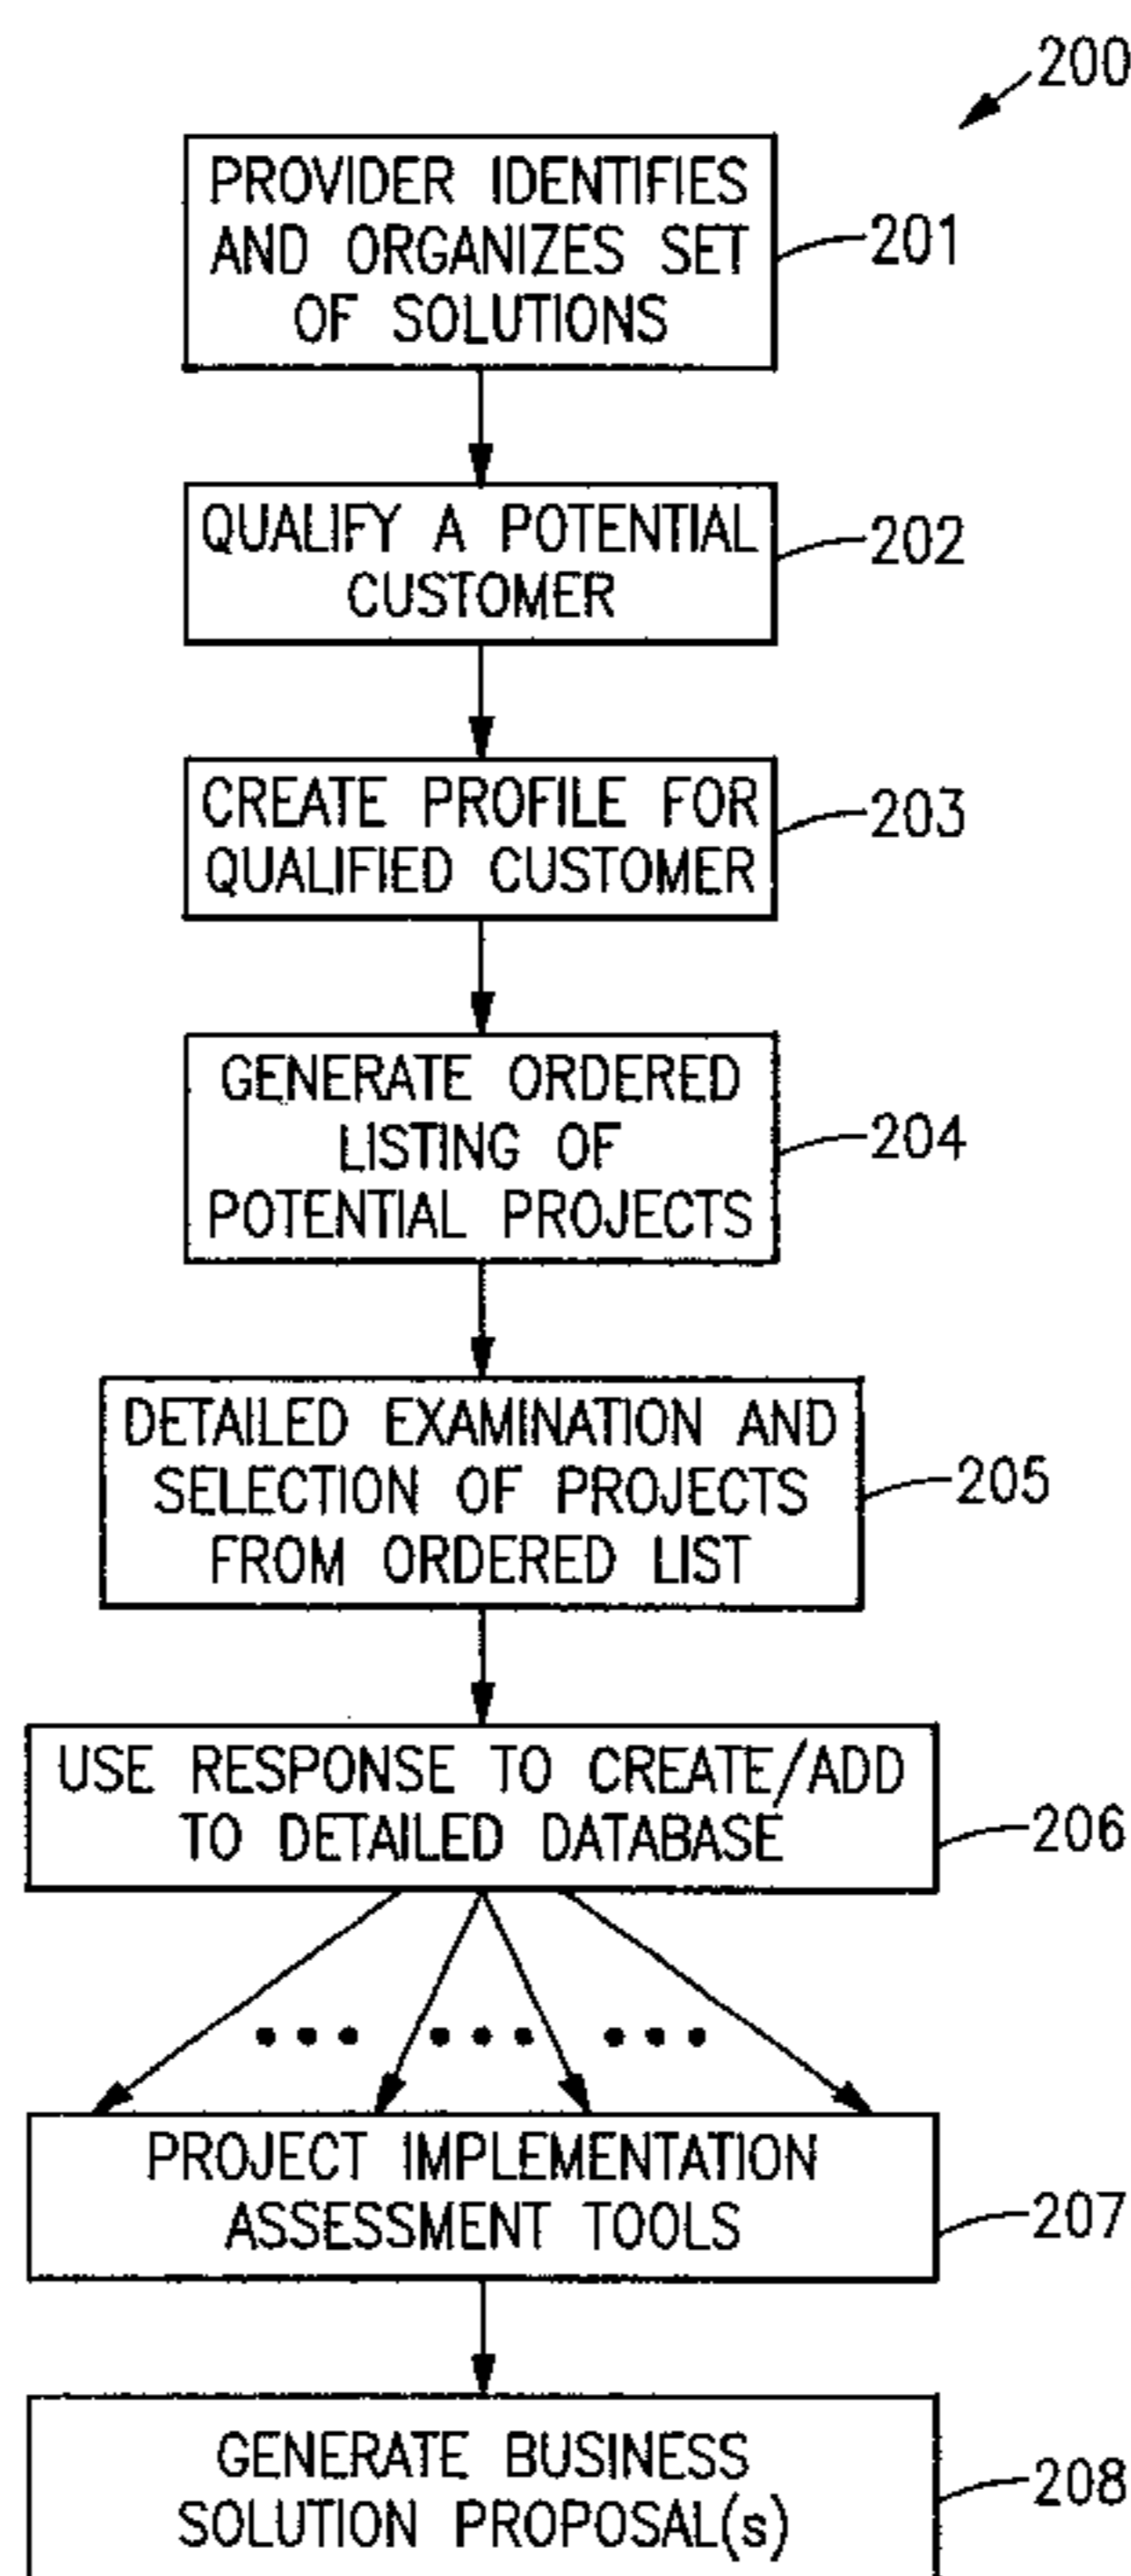 200
PROVIDER IDENTIFIES
AND ORGANIZES SET
OF SOLUTIONS
201
QUALIFY A POTENTIAL
CUSTOMER
202
CREATE PROFILE FOR
QUALIFIED CUSTOMER
203
GENERATE ORDERED
LISTING OF
POTENTIAL PROJECTS
204
DETAILED EXAMINATION AND
SELECTION OF PROJECTS
FROM ORDERED LIST
205
USE RESPONSE TO CREATE/ADD
TO DETAILED DATABASE
206
PROJECT IMPLEMENTATION
ASSESSMENT TOOLS
207
GENERATE BUSINESS
SOLUTION PROPOSAL(s)
208